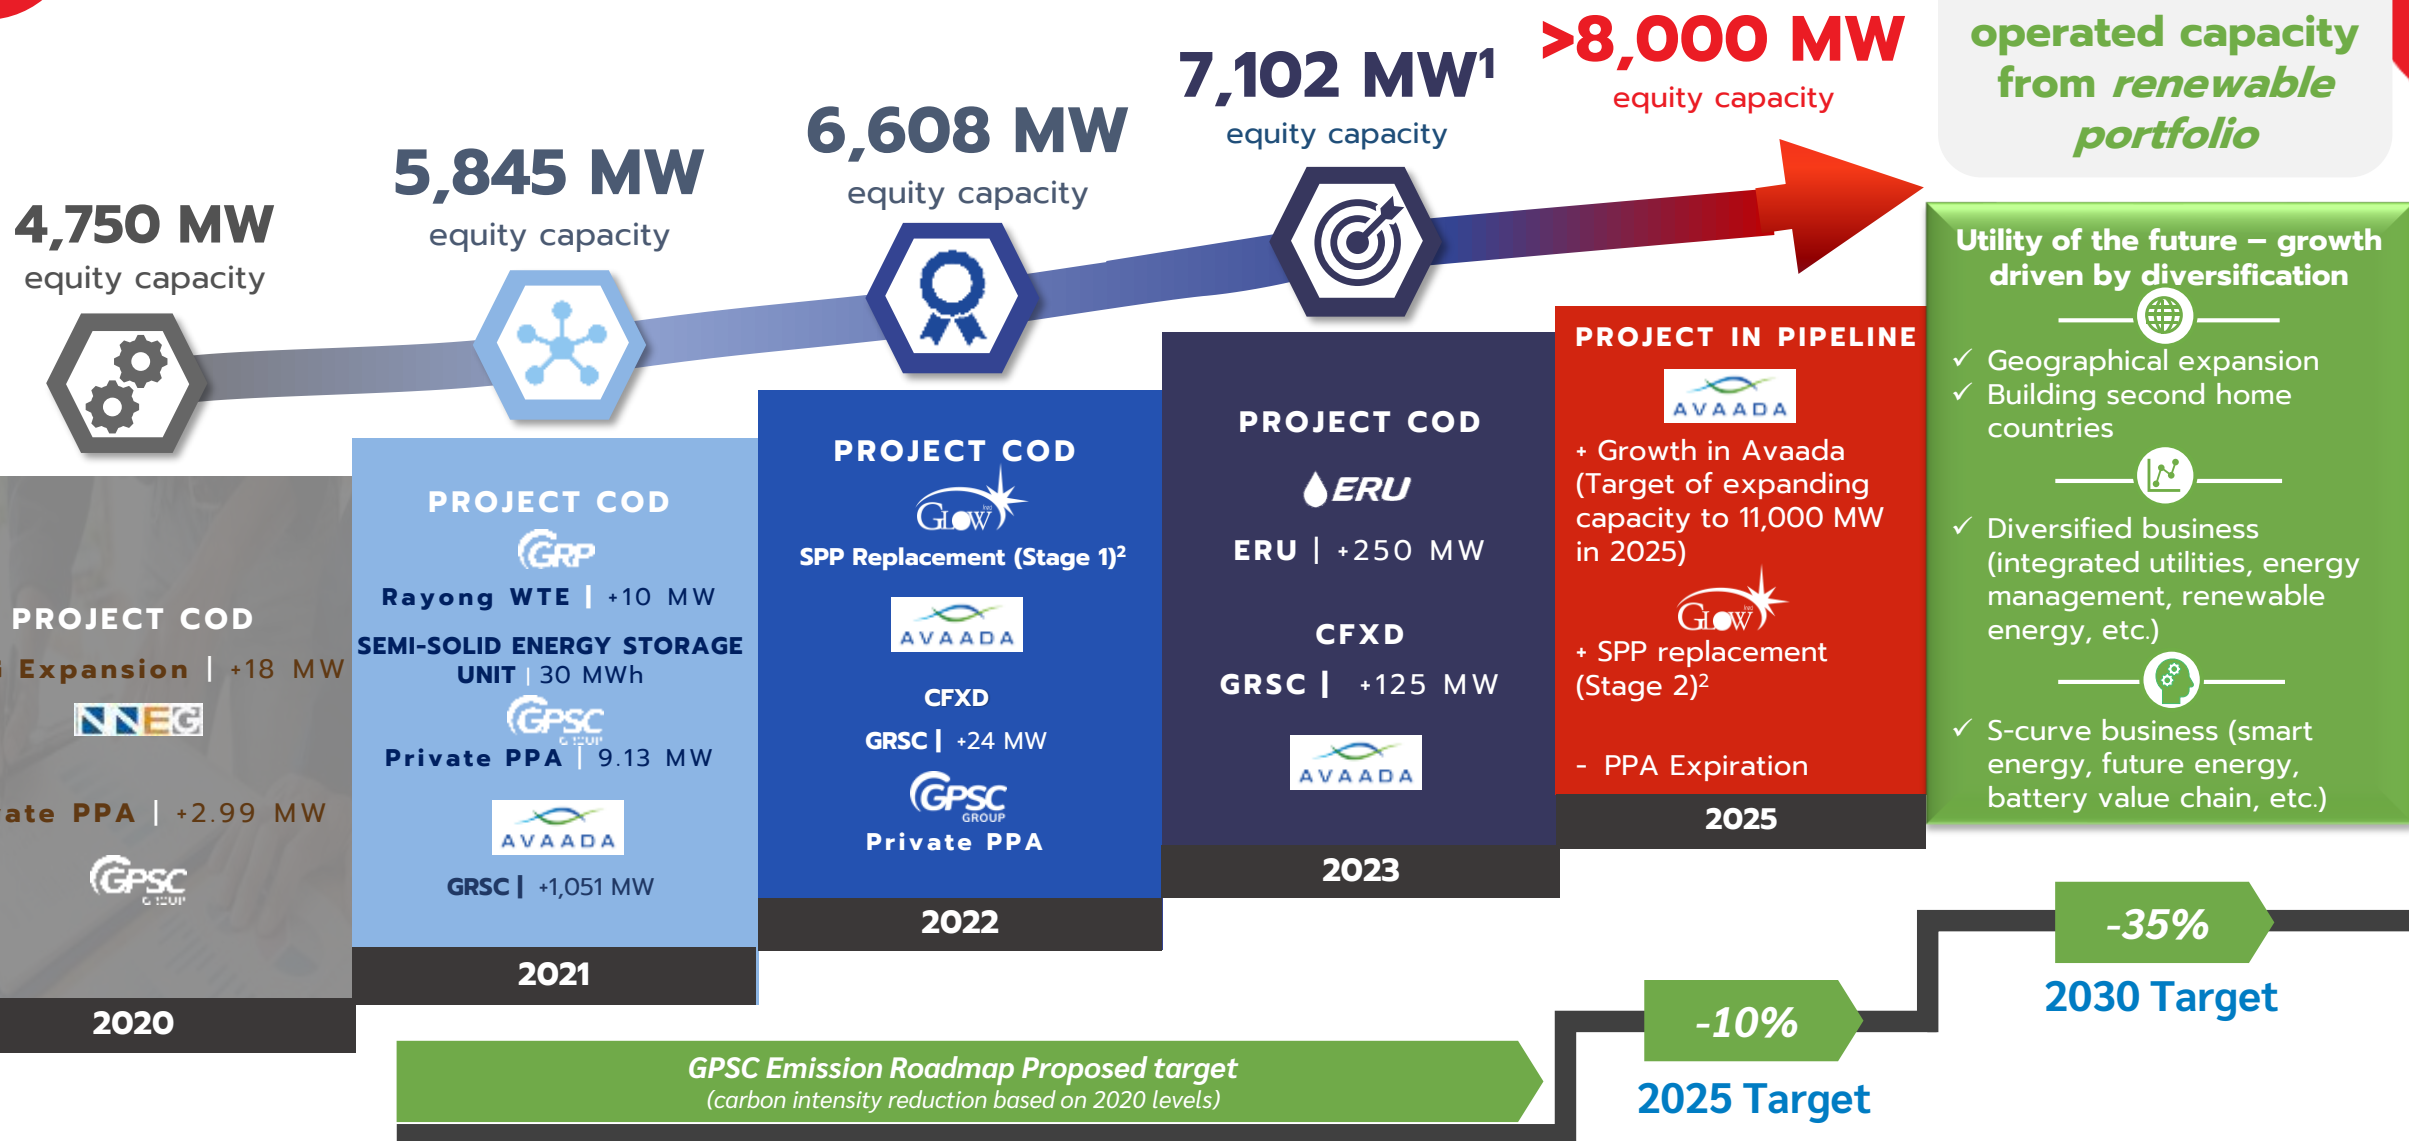 4,750 MW
equity capacity
PROJECT COD
Expansion | +18 MW
NNEG
PPA | +2.99 MW
GPSC
GROUP
2020
5,845 MW
equity capacity
PROJECT COD
GRP
Rayong WTE | +10 MW
SEMI-SOLID ENERGY STORAGE
UNIT | 30 MWh
GPSC
GROUP
Private PPA | 9.13 MW
AVAADA
GRSC | +1,051 MW
2021
6,608 MW
equity capacity
PROJECT COD
GLOW
SPP Replacement (Stage 1)²
AVAADA
CFXD
GRSC | +24 MW
GPSC
GROUP
Private PPA
2022
7,102 MW¹
equity capacity
PROJECT COD
ERU
ERU | +250 MW
CFXD
GRSC | +125 MW
AVAADA
2023
>8,000 MW
equity capacity
PROJECT IN PIPELINE
AVAADA
+ Growth in Avaada
(Target of expanding
capacity to 11,000 MW
in 2025)
GLOW
+ SPP replacement
(Stage 2)²
- PPA Expiration
2025
operated capacity
from renewable
portfolio
Utility of the future – growth
driven by diversification
✓ Geographical expansion
✓ Building second home
countries
✓ Diversified business
(integrated utilities, energy
management, renewable
energy, etc.)
✓ S-curve business (smart
energy, future energy,
battery value chain, etc.)
GPSC Emission Roadmap Proposed target
(carbon intensity reduction based on 2020 levels)
-10%
2025 Target
-35%
2030 Target